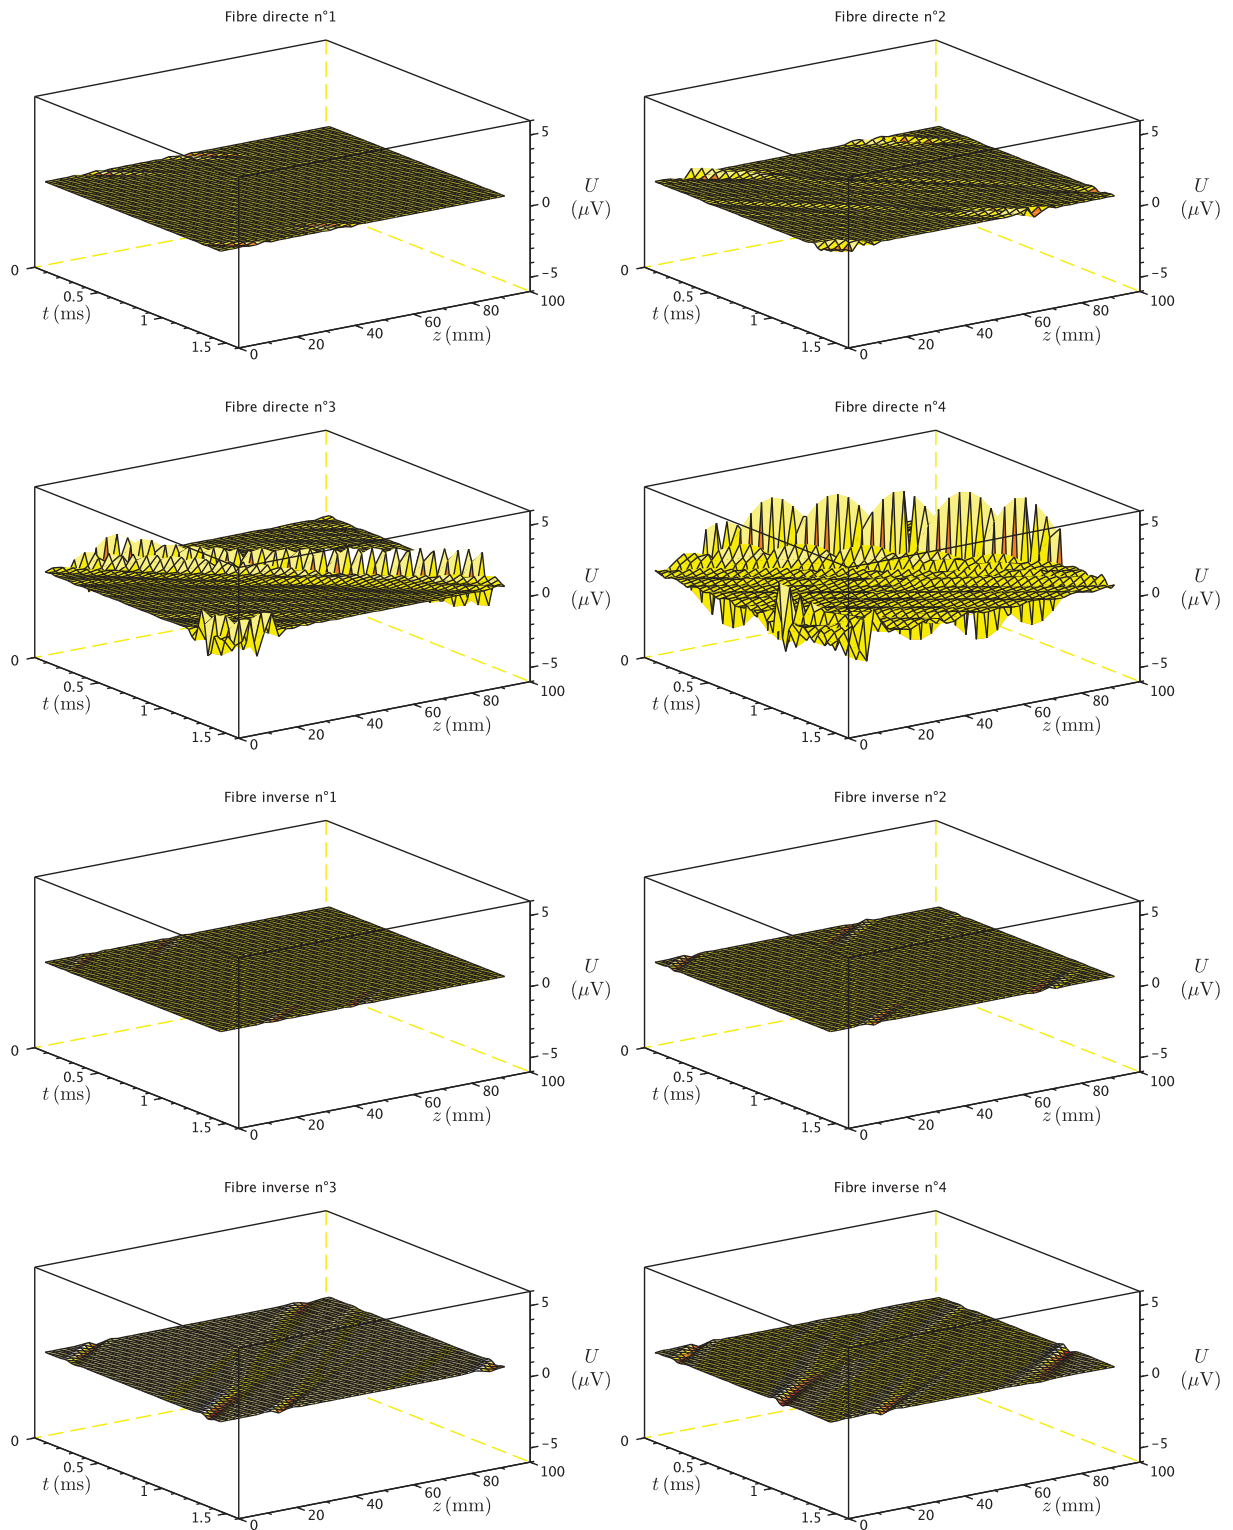 Fibre directe n°1
Fibre directe n°2
5
U
0
(μV)
-5
0
0.5
t (ms)
1
1.5
0
20
40
60
z (mm)
80
100
5
U
0
(μV)
-5
0
0.5
t (ms)
1
1.5
0
20
40
60
z (mm)
80
100
Fibre directe n°3
Fibre directe n°4
5
U
0
(μV)
-5
0
0.5
t (ms)
1
1.5
0
20
40
60
z (mm)
80
100
5
U
0
(μV)
-5
0
0.5
t (ms)
1
1.5
0
20
40
60
z (mm)
80
100
Fibre inverse n°1
Fibre inverse n°2
5
U
0
(μV)
-5
0
0.5
t (ms)
1
1.5
0
20
40
60
z (mm)
80
100
5
U
0
(μV)
-5
0
0.5
t (ms)
1
1.5
0
20
40
60
z (mm)
80
100
Fibre inverse n°3
Fibre inverse n°4
5
U
0
(μV)
-5
0
0.5
t (ms)
1
1.5
0
20
40
60
z (mm)
80
100
5
U
0
(μV)
-5
0
0.5
t (ms)
1
1.5
0
20
40
60
z (mm)
80
100